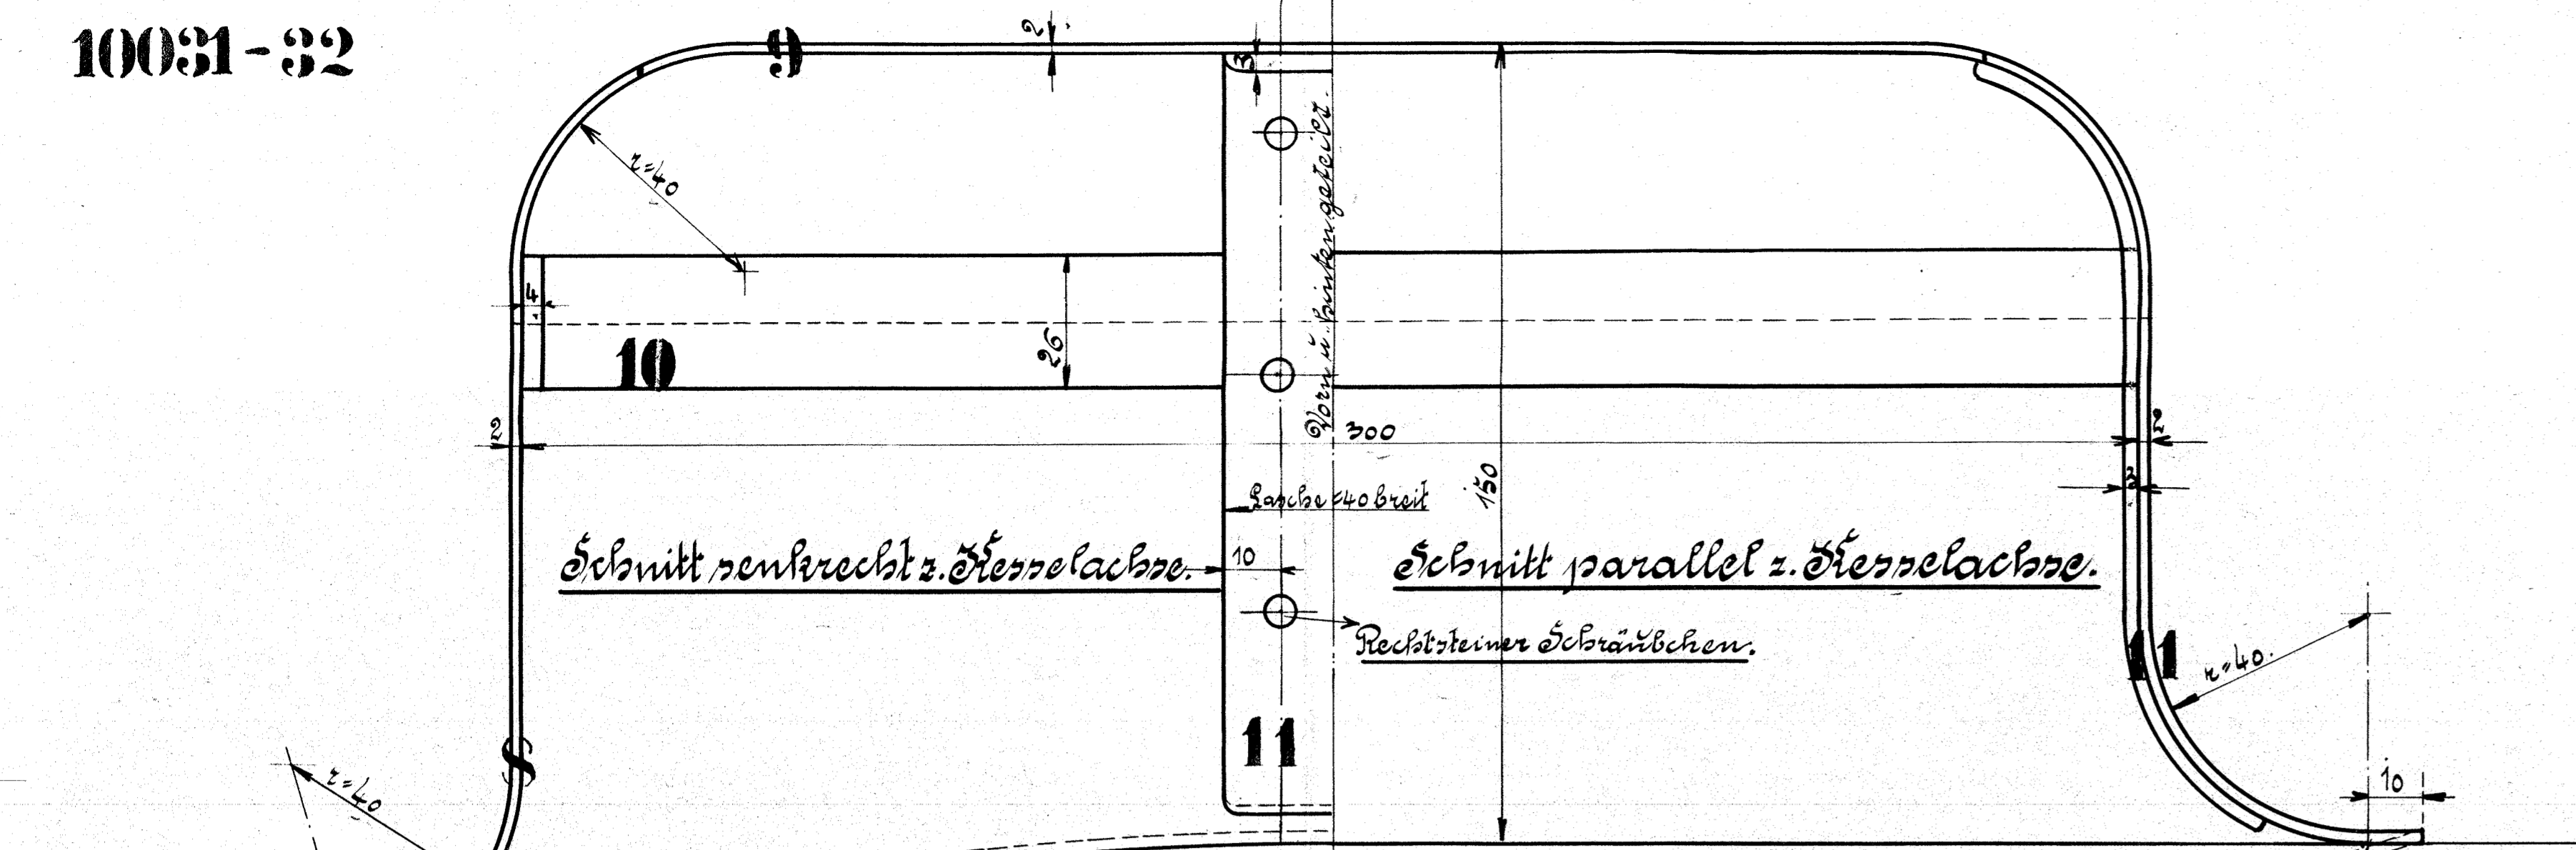 10031-32
9
2
3
r=40
Vorn u. hinten geteilt.
4
10
26
2
300
2
150
3
Lasche = 40 breit
Schnitt senkrecht z. Kesselachse.
10
Schnitt parallel z. Kesselachse.
Rechtsteiner Schräubchen.
11
r=40.
11
8
r=40
10